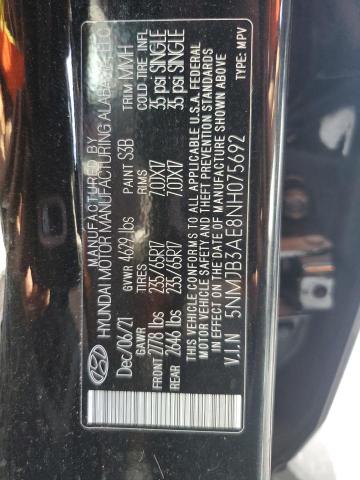 MANUFACTURED BY
HYUNDAI MOTOR MANUFACTURING ALABAMA, LLC
Dec/06/21 GVWR 4629 lbs PAINT S3B TRIM MMH
GAWR TIRES RIMS COLD TIRE INFL
FRONT 2778 lbs 235/65R17 7.0JX17 35 psi SINGLE
REAR 2646 lbs 235/65R17 7.0JX17 35 psi SINGLE
THIS VEHICLE CONFORMS TO ALL APPLICABLE U.S.A. FEDERAL
MOTOR VEHICLE SAFETY AND THEFT PREVENTION STANDARDS
IN EFFECT ON THE DATE OF MANUFACTURE SHOWN ABOVE.
V.I.N 5NMJB3AE8NH075692 TYPE: MPV